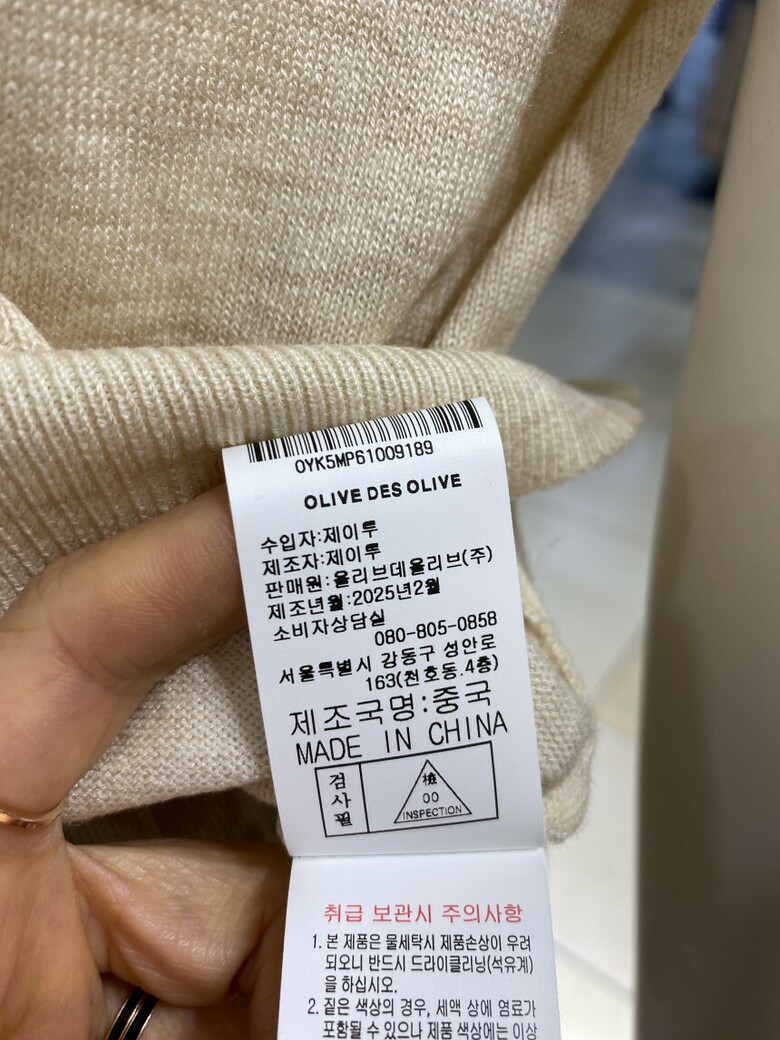 0YK5MP61009189
OLIVE DES OLIVE
수입자:제이투
제조자:제이투
판매원:올리브데올리브(주)
제조년월:2025년2월
소비자상담실
080-805-0858
서울특별시 강동구 성안로
163(천호동.4층)
제조국명:중국
MADE IN CHINA
검사필
檢
00
INSPECTION
취급 보관시 주의사항
1. 본 제품은 물세탁시 제품손상이 우려
되오니 반드시 드라이클리닝(석유계)
을 하십시오.
2. 짙은 색상의 경우, 세액 상에 염료가
포함될 수 있으나 제품 색상에는 이상